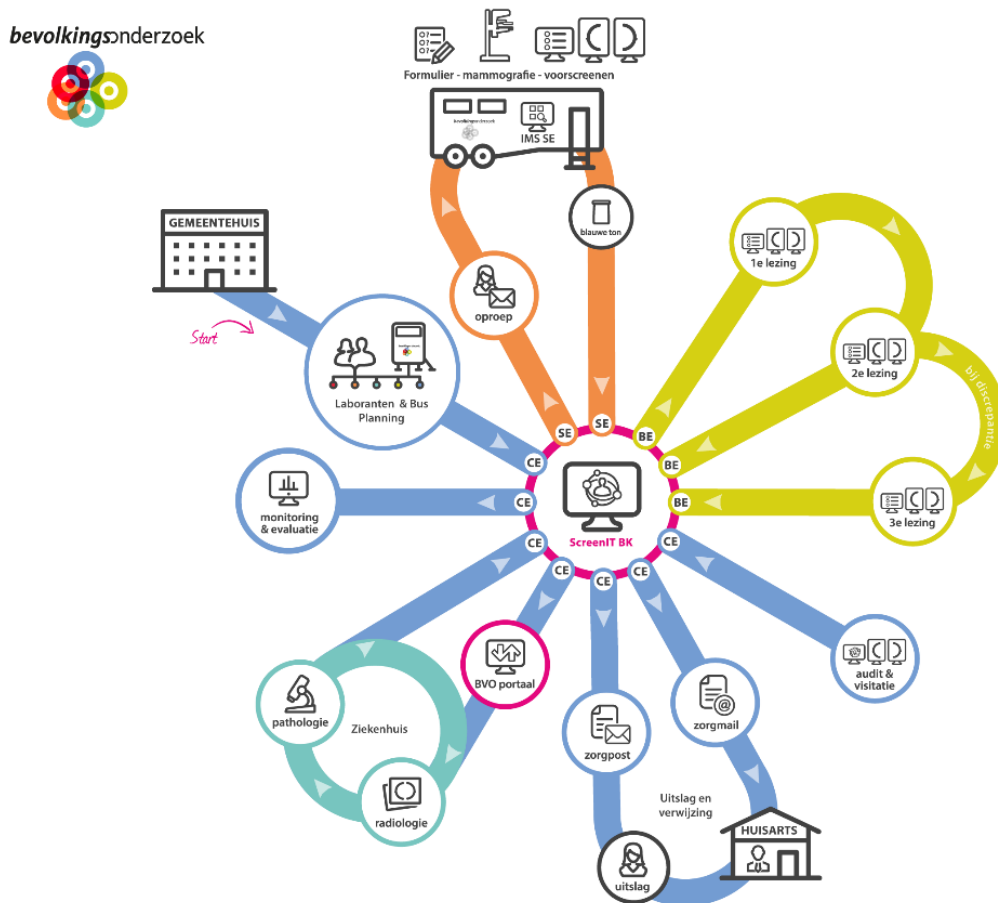 bevolkingsonderzoek
Formulier - mammografie - voorscreenen
bevolkingsonderzoek
IMS SE
blauwe ton
GEMEENTEHUIS
Start
oproep
1e lezing
2e lezing
bij discrepantie
3e lezing
Laboranten & Bus
Planning
SE
SE
BE
BE
BE
CE
CE
CE
CE
CE
CE
CE
ScreenIT BK
monitoring
& evaluatie
audit &
visitatie
BVO portaal
pathologie
Ziekenhuis
radiologie
zorgpost
zorgmail
Uitslag en
verwijzing
HUISARTS
uitslag